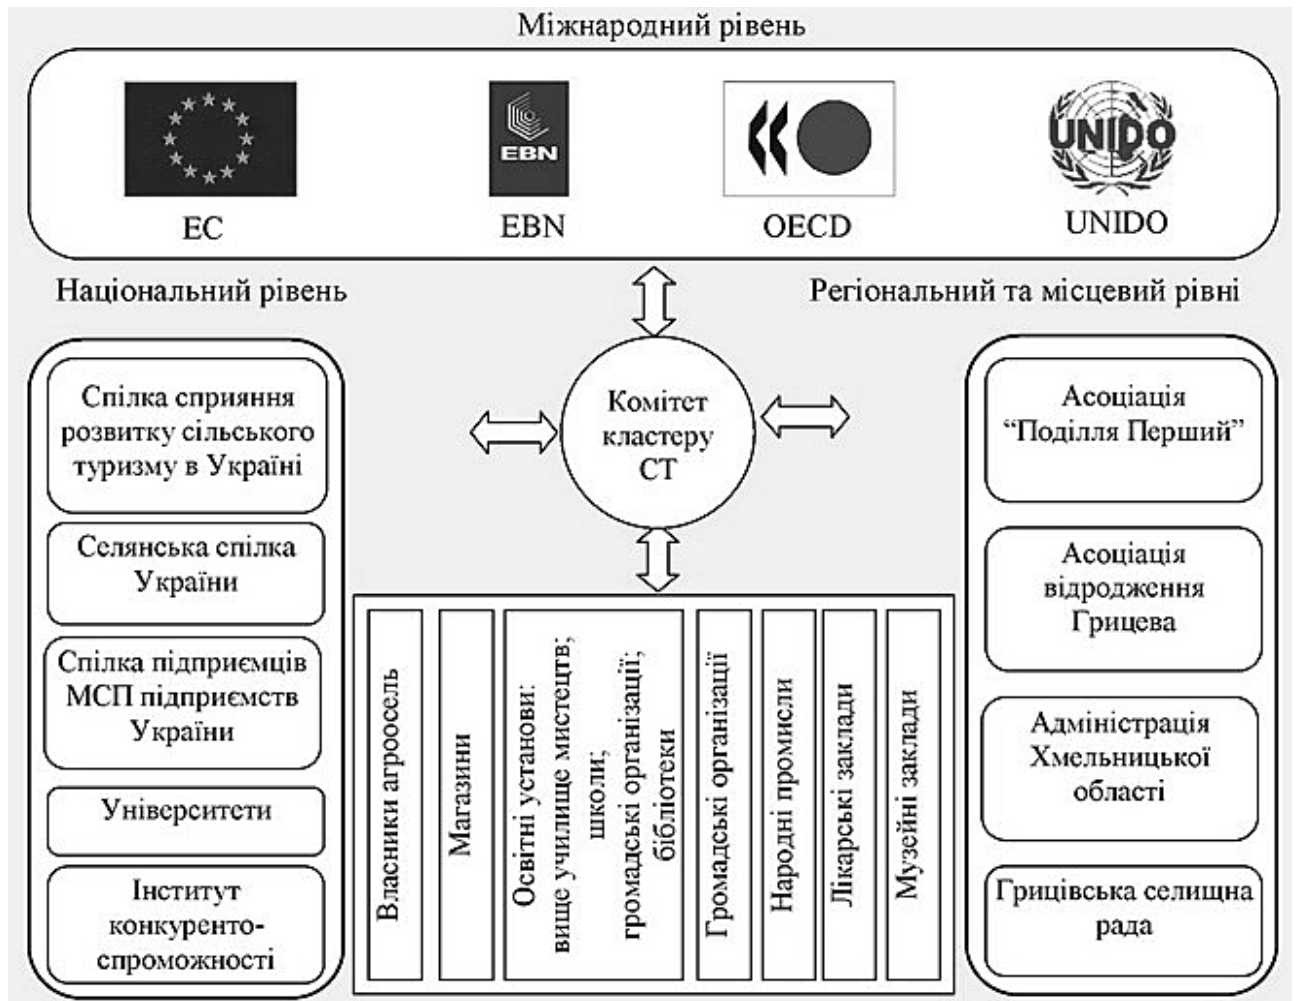 Міжнародний рівень
EBN
UNIDO
EC
EBN
OECD
UNIDO
Національний рівень
Регіональний та місцевий рівні
Спілка сприяння
розвитку сільського
туризму в Україні
Селянська спілка
України
Спілка підприємців
МСП підприємств
України
Університети
Інститут
конкуренто-
спроможності
Комітет
кластеру
СТ
Власники агроосель
Магазини
Освітні установи:
вище училище мистецтв;
школи;
громадські організації;
бібліотеки
Громадські організації
Народні промисли
Лікарські заклади
Музейні заклади
Асоціація
“Поділля Перший”
Асоціація
відродження
Грицева
Адміністрація
Хмельницької
області
Грицівська селищна
рада